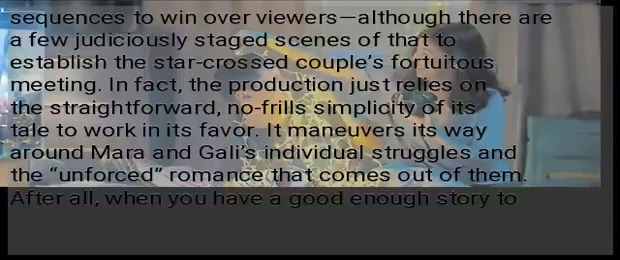 sequences to win over viewers—although there are
a few judiciously staged scenes of that to
establish the star-crossed couple’s fortuitous
meeting. In fact, the production just relies on
the straightforward, no-frills simplicity of its
tale to work in its favor. It maneuvers its way
around Mara and Gali’s individual struggles and
the “unforced” romance that comes out of them.
After all, when you have a good enough story to